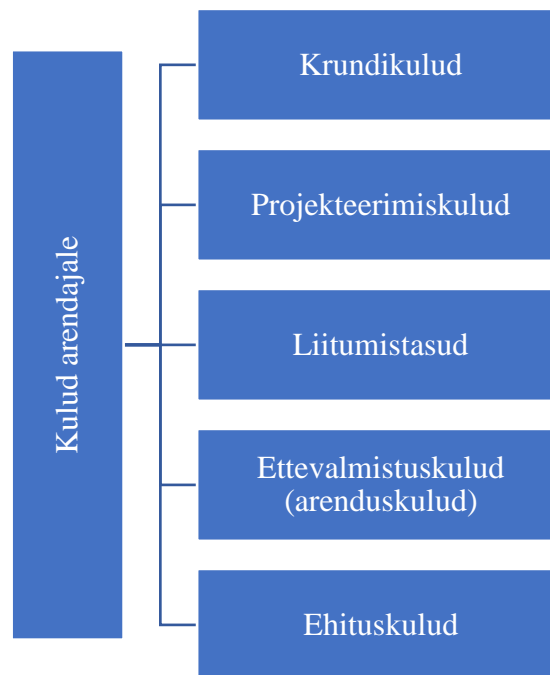 Kulud arendajale
Krundikulud
Projekteerimiskulud
Liitumistasud
Ettevalmistuskulud
(arenduskulud)
Ehituskulud